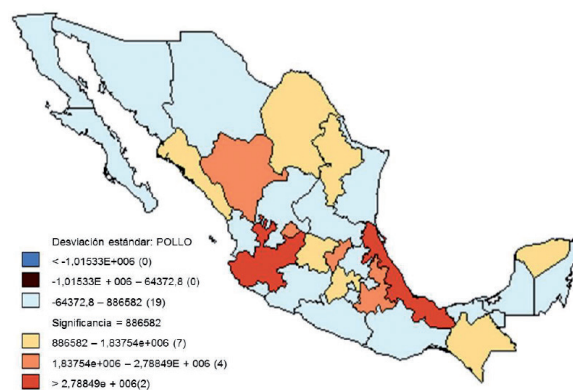 Desviación estándar: POLLO
< -1,01533E+006 (0)
-1,01533E + 006 – 64372,8 (0)
-64372,8 – 886582 (19)
Significancia = 886582
886582 – 1,83754e+006 (7)
1,83754e+006 – 2,78849E + 006 (4)
> 2,78849e + 006(2)